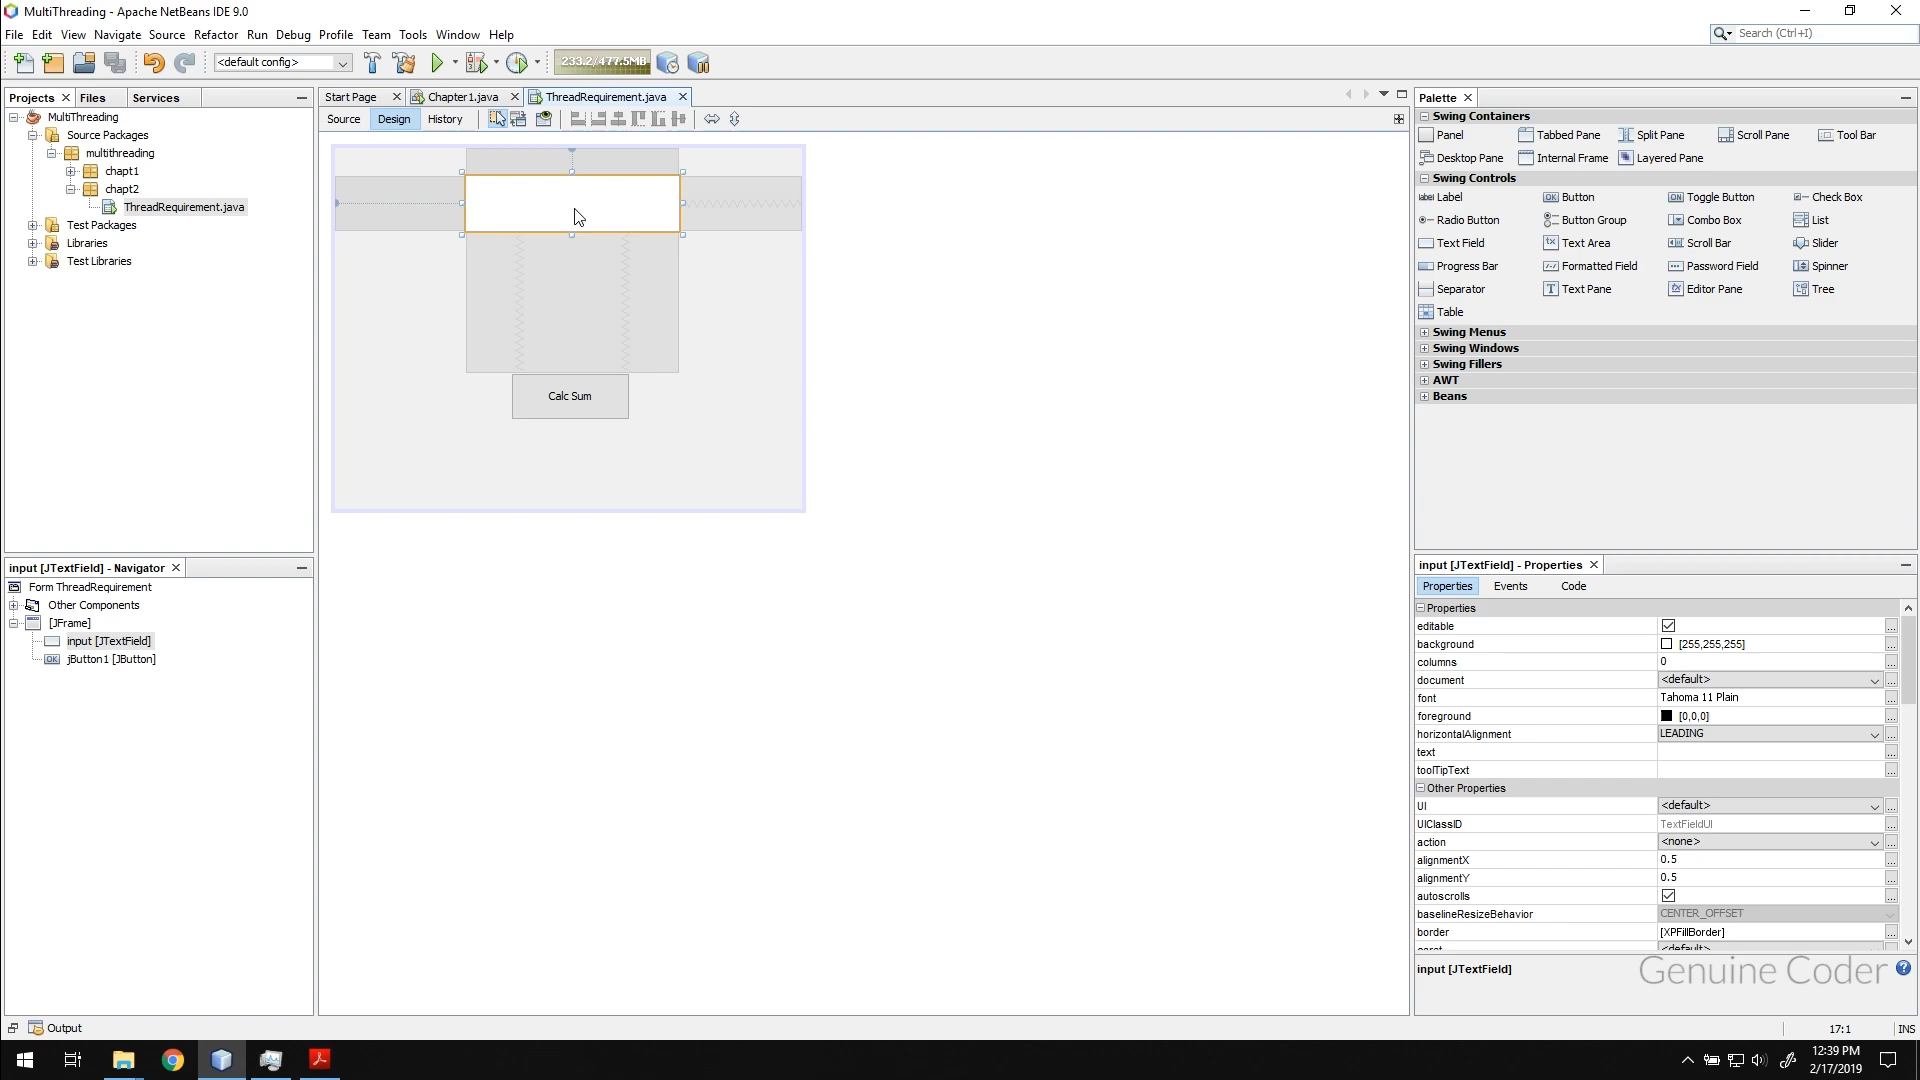 MultiThreading - Apache NetBeans IDE 9.0
File Edit View Navigate Source Refactor Run Debug Profile Team Tools Window Help
Search (Ctrl+I)
<default config>
233.2/477.5MB
Projects Files Services
MultiThreading
Source Packages
multithreading
chapt1
chapt2
ThreadRequirement.java
Test Packages
Libraries
Test Libraries
Start Page Chapter1.java ThreadRequirement.java
Source Design History
Calc Sum
Palette
Swing Containers
Panel Tabbed Pane Split Pane Scroll Pane Tool Bar
Desktop Pane Internal Frame Layered Pane
Swing Controls
Label Button Toggle Button Check Box
Radio Button Button Group Combo Box List
Text Field Text Area Scroll Bar Slider
Progress Bar Formatted Field Password Field Spinner
Separator Text Pane Editor Pane Tree
Table
Swing Menus
Swing Windows
Swing Fillers
AWT
Beans
input [JTextField] - Navigator
Form ThreadRequirement
Other Components
[JFrame]
input [JTextField]
jButton1 [JButton]
input [JTextField] - Properties
Properties Events Code
Properties
editable
background [255,255,255]
columns 0
document <default>
font Tahoma 11 Plain
foreground [0,0,0]
horizontalAlignment LEADING
text
toolTipText
Other Properties
UI <default>
UIClassID TextFieldUI
action <none>
alignmentX 0.5
alignmentY 0.5
autoscrolls
baselineResizeBehavior CENTER_OFFSET
border [XPFillBorder]
caret <default>
input [JTextField]
Genuine Coder
Output
17:1 INS
12:39 PM
2/17/2019